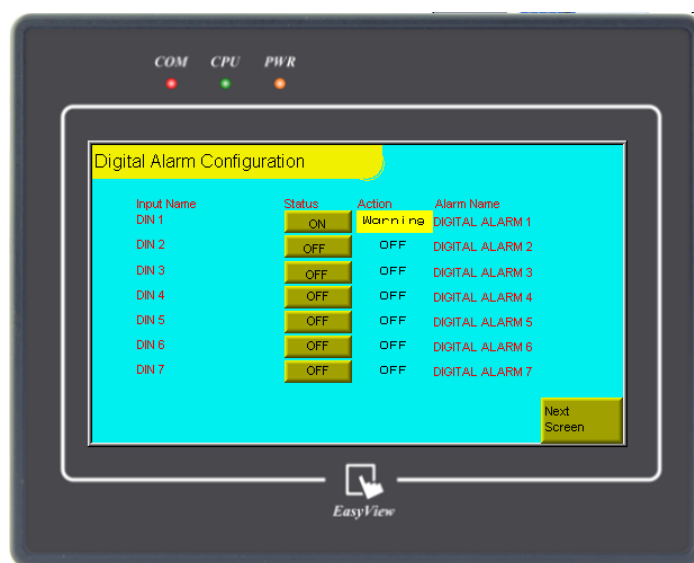 COM CPU PWR
Digital Alarm Configuration
Input Name Status Action Alarm Name
DIN 1 ON Warning DIGITAL ALARM 1
DIN 2 OFF OFF DIGITAL ALARM 2
DIN 3 OFF OFF DIGITAL ALARM 3
DIN 4 OFF OFF DIGITAL ALARM 4
DIN 5 OFF OFF DIGITAL ALARM 5
DIN 6 OFF OFF DIGITAL ALARM 6
DIN 7 OFF OFF DIGITAL ALARM 7
Next
Screen
EasyView